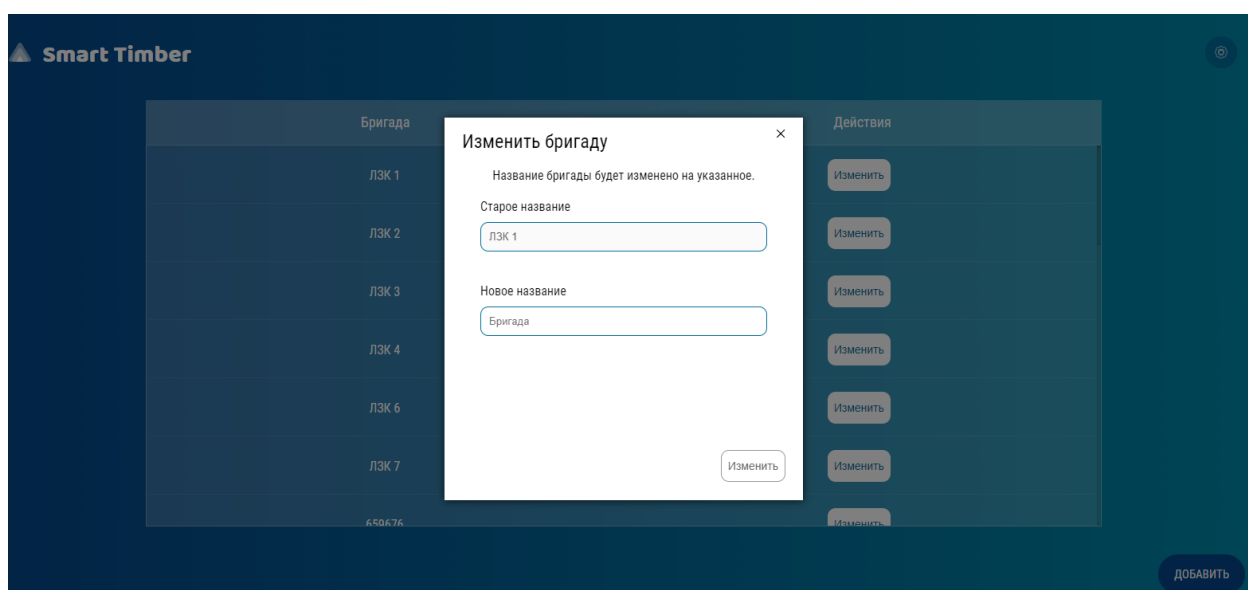 Smart Timber
Бригада
Действия
Изменить бригаду
Название бригады будет изменено на указанное.
Старое название
ЛЗК 1
Новое название
Бригада
Изменить
ЛЗК 1
Изменить
ЛЗК 2
Изменить
ЛЗК 3
Изменить
ЛЗК 4
Изменить
ЛЗК 6
Изменить
ЛЗК 7
Изменить
659676
Изменить
ДОБАВИТЬ